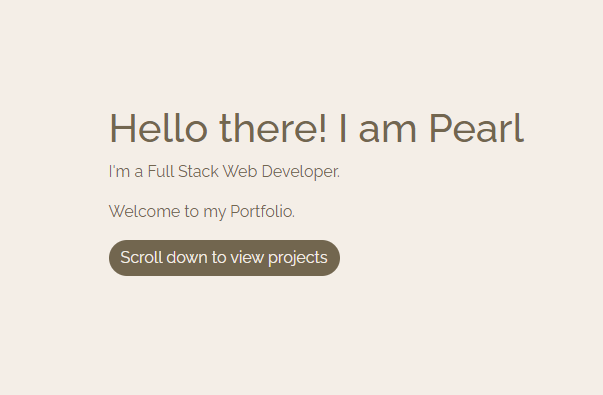 Hello there! I am Pearl
I'm a Full Stack Web Developer.
Welcome to my Portfolio.
Scroll down to view projects